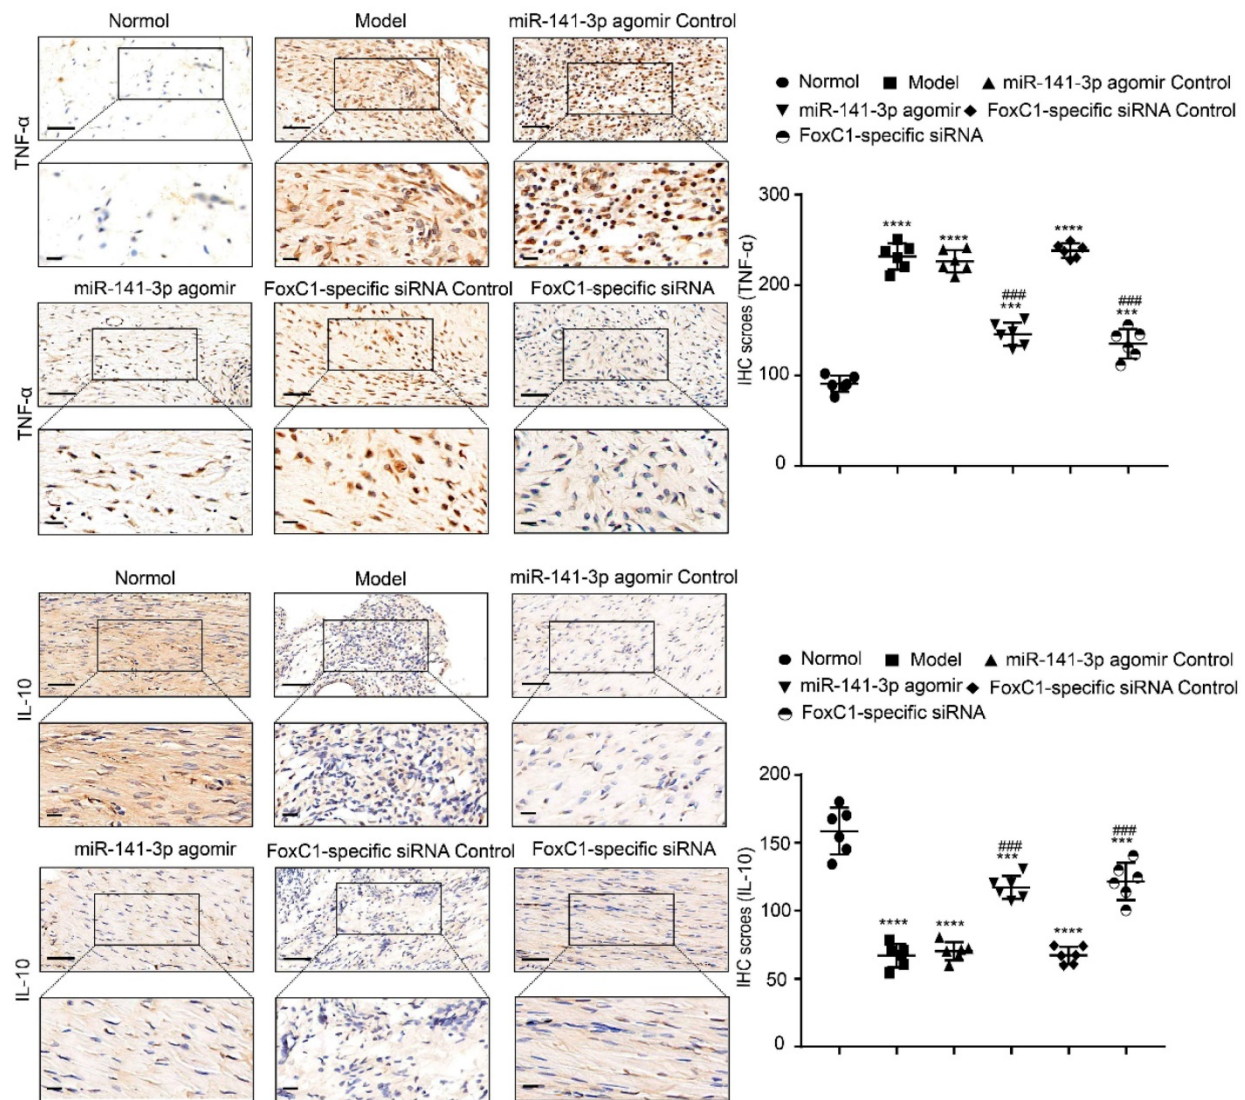 Normol Model miR-141-3p agomir Control
TNF-α
miR-141-3p agomir FoxC1-specific siRNA Control FoxC1-specific siRNA
TNF-α
● Normol ■ Model ▲ miR-141-3p agomir Control
▼ miR-141-3p agomir ◆ FoxC1-specific siRNA Control
FoxC1-specific siRNA
IHC scroes (TNF-α)
300
200
100
0
****
****
###
***
****
###
***
Normol Model miR-141-3p agomir Control
IL-10
miR-141-3p agomir FoxC1-specific siRNA Control FoxC1-specific siRNA
IL-10
● Normol ■ Model ▲ miR-141-3p agomir Control
▼ miR-141-3p agomir ◆ FoxC1-specific siRNA Control
FoxC1-specific siRNA
IHC scroes (IL-10)
200
150
100
50
0
****
****
###
***
****
###
***